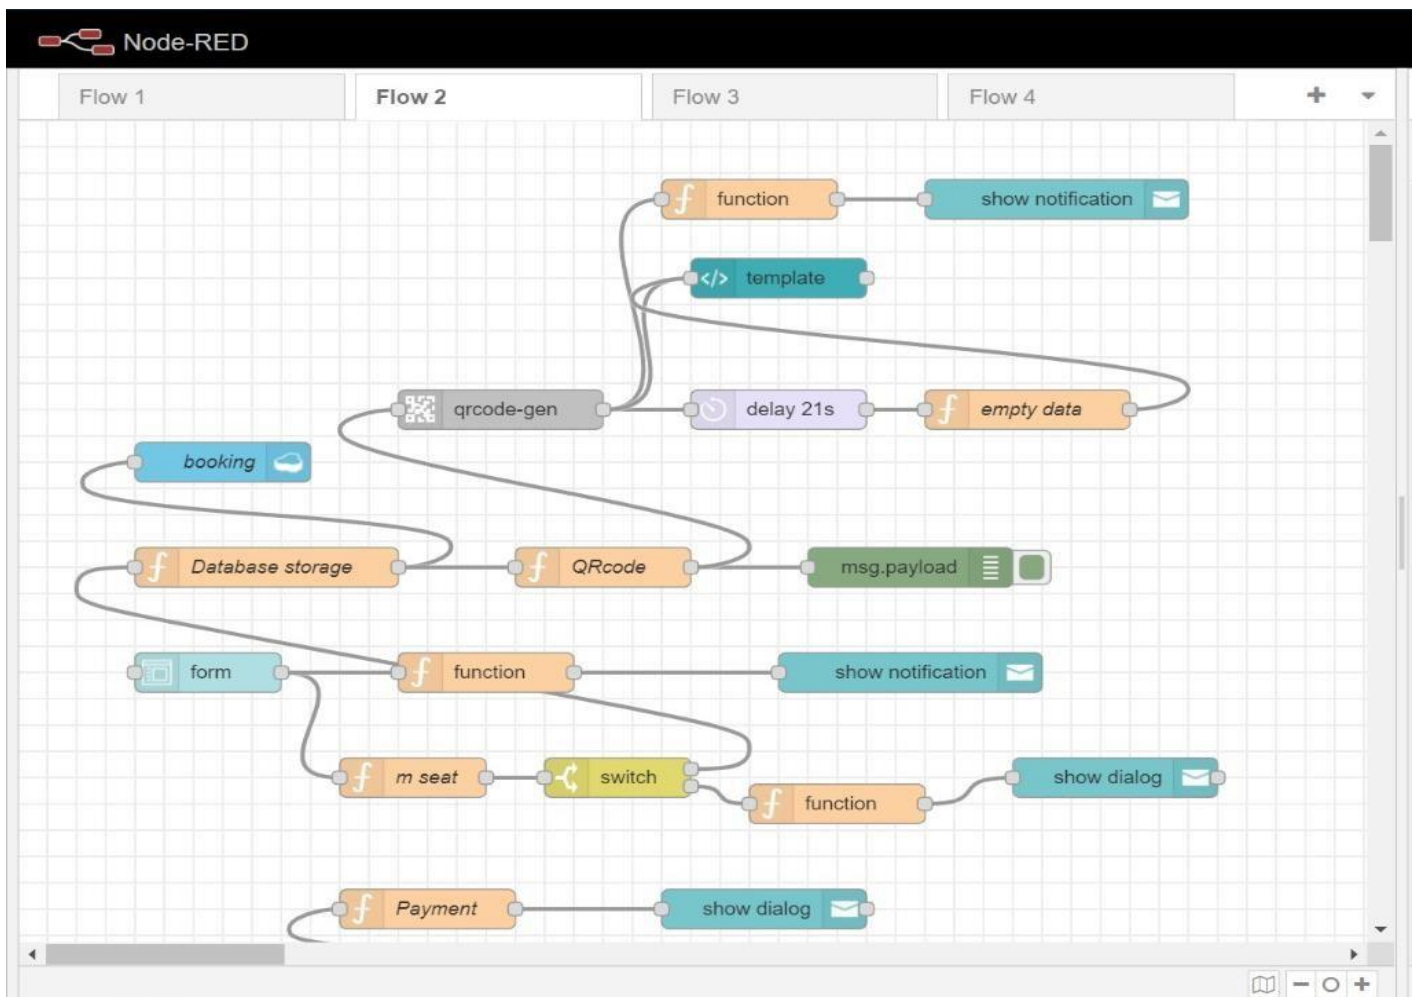 Node-RED
Flow 1
Flow 2
Flow 3
Flow 4
function
show notification
template
qrcode-gen
delay 21s
empty data
booking
Database storage
QRcode
msg.payload
form
function
show notification
m seat
switch
show dialog
function
Payment
show dialog